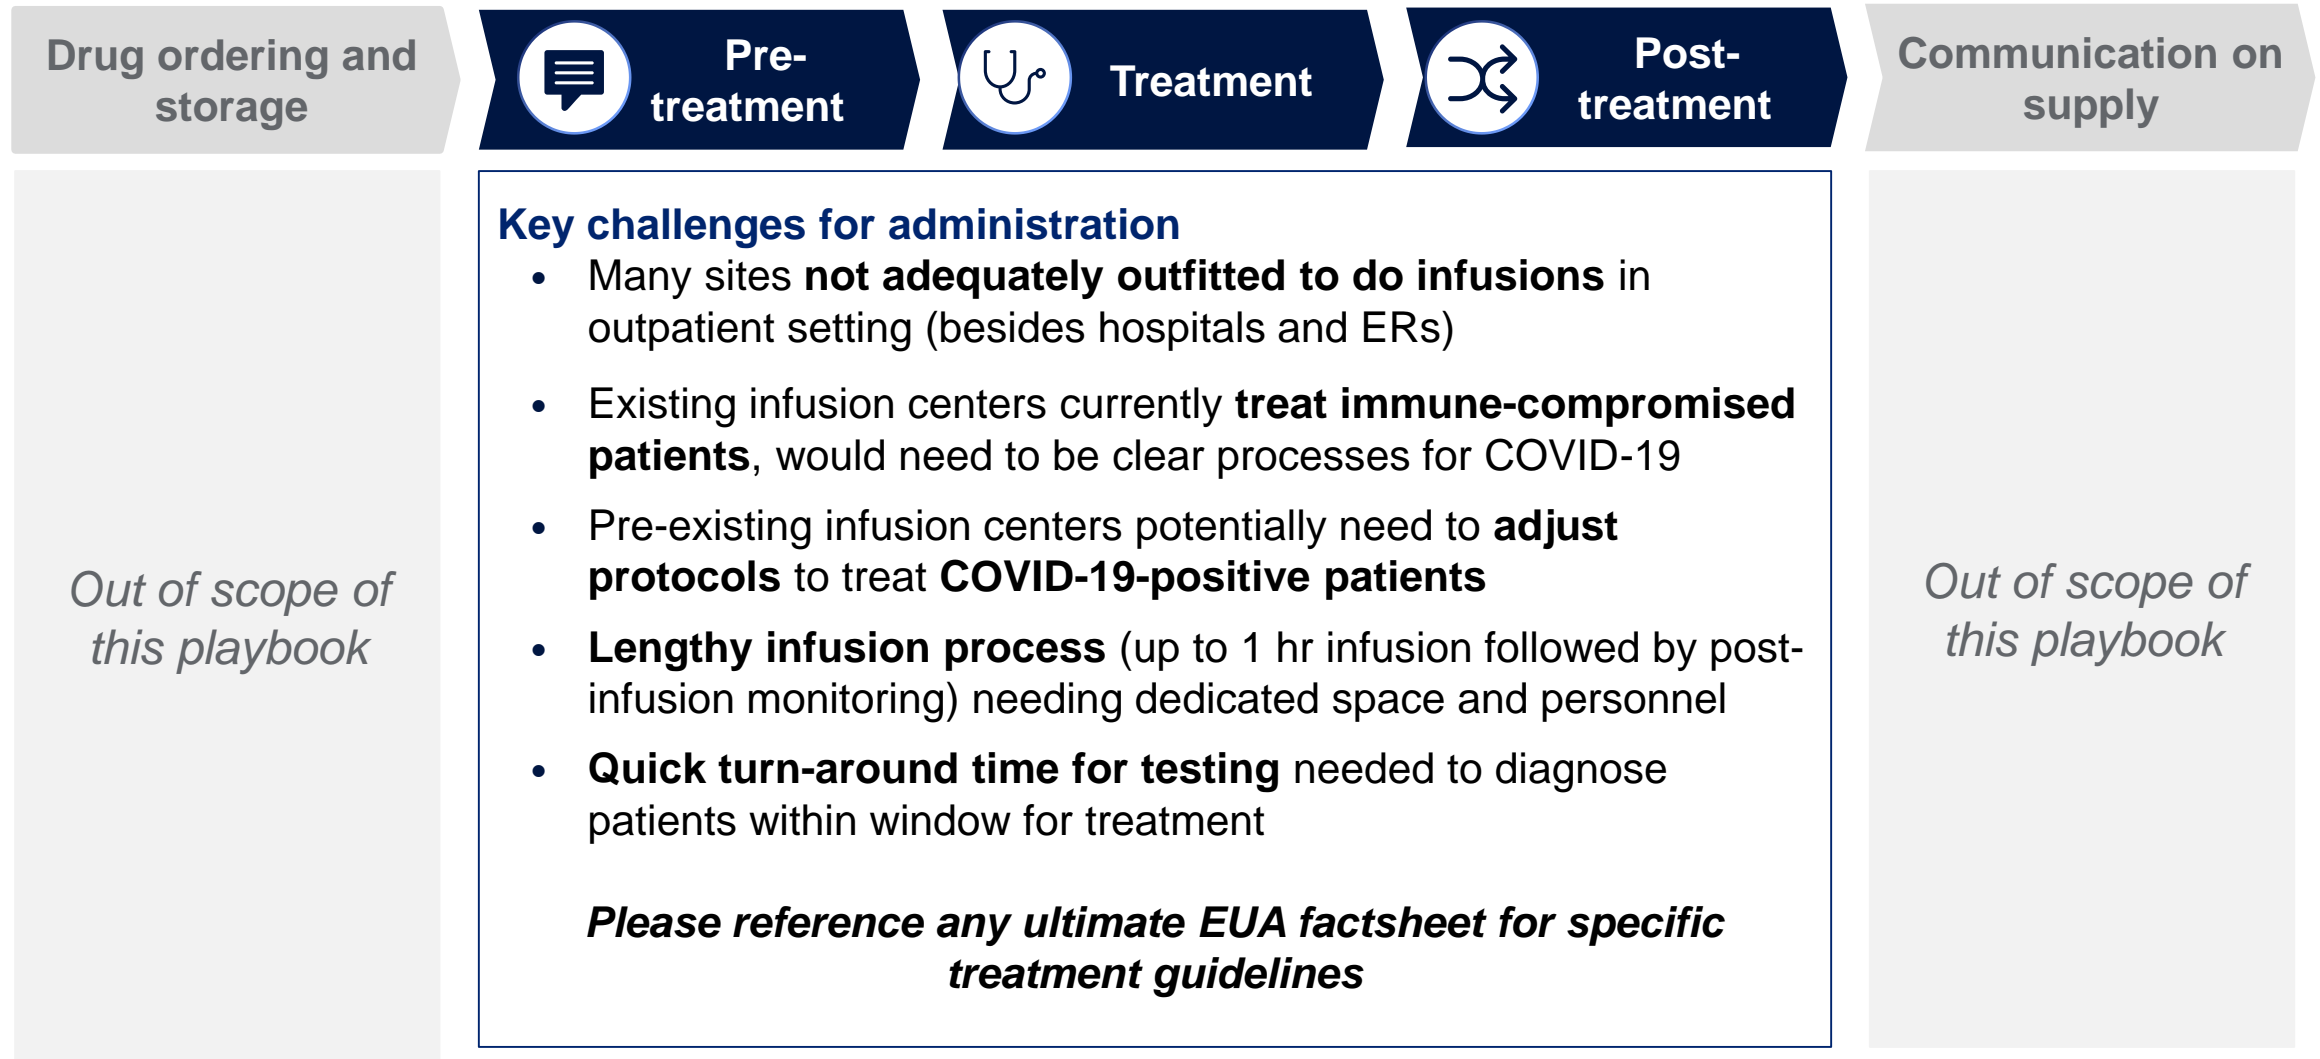 Drug ordering and
storage
Pre-
treatment
Treatment
Post-
treatment
Communication on
supply
Out of scope of
this playbook
Key challenges for administration
• Many sites not adequately outfitted to do infusions in
outpatient setting (besides hospitals and ERs)
• Existing infusion centers currently treat immune-compromised
patients, would need to be clear processes for COVID-19
• Pre-existing infusion centers potentially need to adjust
protocols to treat COVID-19-positive patients
• Lengthy infusion process (up to 1 hr infusion followed by post-
infusion monitoring) needing dedicated space and personnel
• Quick turn-around time for testing needed to diagnose
patients within window for treatment
Please reference any ultimate EUA factsheet for specific
treatment guidelines
Out of scope of
this playbook